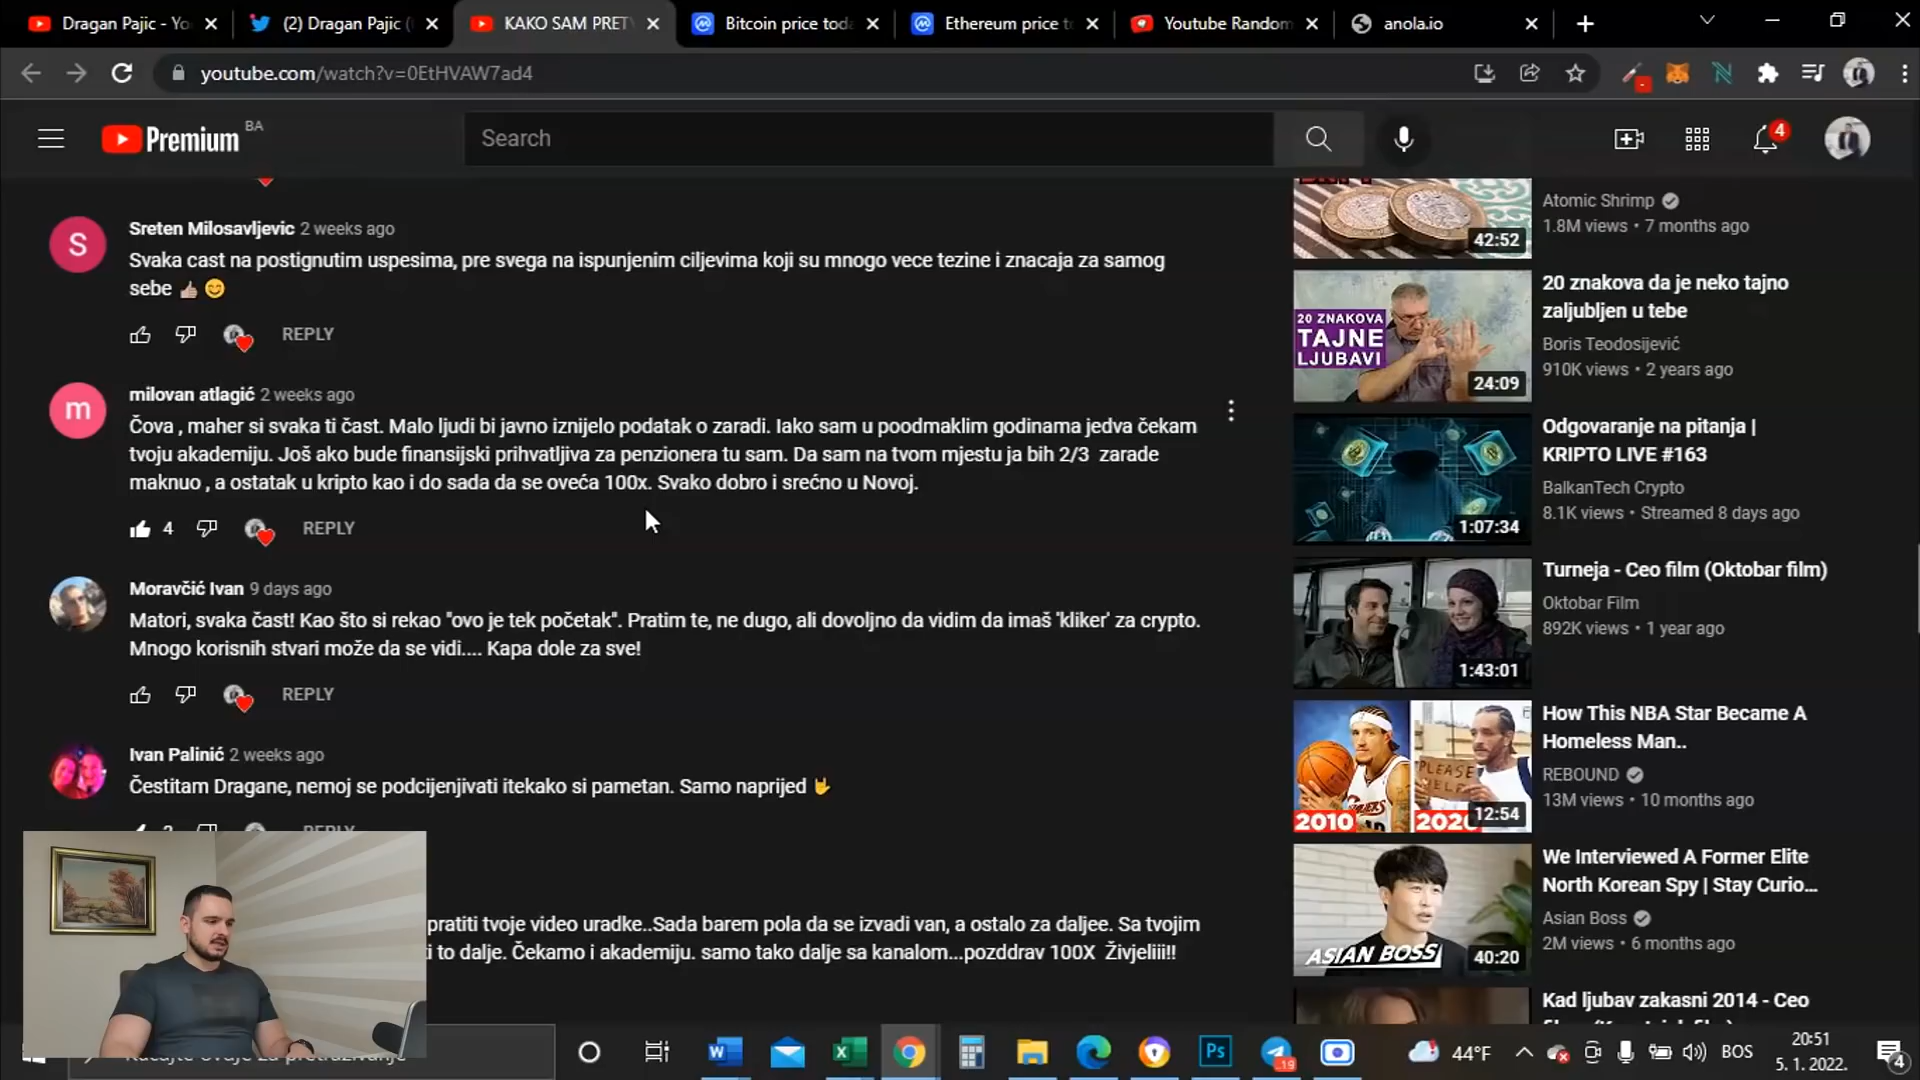 Dragan Pajic - Yo
(2) Dragan Pajic (
KAKO SAM PRET
Bitcoin price tod
Ethereum price t
Youtube Random
anola.io
youtube.com/watch?v=0EtHVAW7ad4
Premium
BA
Search
4
Sreten Milosavljevic 2 weeks ago
Svaka cast na postignutim uspesima, pre svega na ispunjenim ciljevima koji su mnogo vece tezine i znacaja za samog
sebe 👍🏼 😊
REPLY
m
milovan atlagić 2 weeks ago
Čova , maher si svaka ti čast. Malo ljudi bi javno iznijelo podatak o zaradi. Iako sam u poodmaklim godinama jedva čekam
tvoju akademiju. Još ako bude finansijski prihvatljiva za penzionera tu sam. Da sam na tvom mjestu ja bih 2/3 zarade
maknuo , a ostatak u kripto kao i do sada da se oveća 100x. Svako dobro i srećno u Novoj.
4
REPLY
Moravčić Ivan 9 days ago
Matori, svaka čast! Kao što si rekao "ovo je tek početak". Pratim te, ne dugo, ali dovoljno da vidim da imaš 'kliker' za crypto.
Mnogo korisnih stvari može da se vidi.... Kapa dole za sve!
REPLY
Ivan Palinić 2 weeks ago
Čestitam Dragane, nemoj se podcijenjivati itekako si pametan. Samo naprijed 🤟
REPLY
pratiti tvoje video uradke..Sada barem pola da se izvadi van, a ostalo za daljee. Sa tvojim
to dalje. Čekamo i akademiju. samo tako dalje sa kanalom...pozddrav 100X Živjeliii!!
S
42:52
Atomic Shrimp
1.8M views • 7 months ago
20 ZNAKOVA
TAJNE
LJUBAVI
24:09
20 znakova da je neko tajno
zaljubljen u tebe
Boris Teodosijević
910K views • 2 years ago
1:07:34
Odgovaranje na pitanja |
KRIPTO LIVE #163
BalkanTech Crypto
8.1K views • Streamed 8 days ago
1:43:01
Turneja - Ceo film (Oktobar film)
Oktobar Film
892K views • 1 year ago
PLEASE
HELP
2010
2020
12:54
How This NBA Star Became A
Homeless Man..
REBOUND
13M views • 10 months ago
ASIAN BOSS
40:20
We Interviewed A Former Elite
North Korean Spy | Stay Curio...
Asian Boss
2M views • 6 months ago
Kad ljubav zakasni 2014 - Ceo
Ps
19
44°F
BOS
20:51
5. 1. 2022.
4